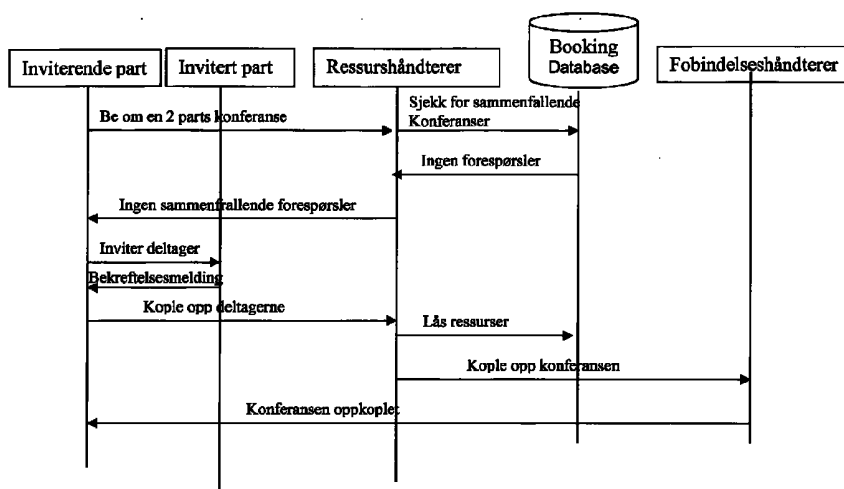 Booking
Database
Inviterende part
Invitert part
Ressurshåndterer
Fobindelseshåndterer
Sjekk for sammenfallende
Be om en 2 parts konferanse
Konferanser
Ingen forespørsler
Ingen sammenfrallende forespørsler
Inviter deltager
Bekreftelsesmelding
Kople opp deltagerne
Lås ressurser
Kople opp konferansen
Konferansen oppkoplet